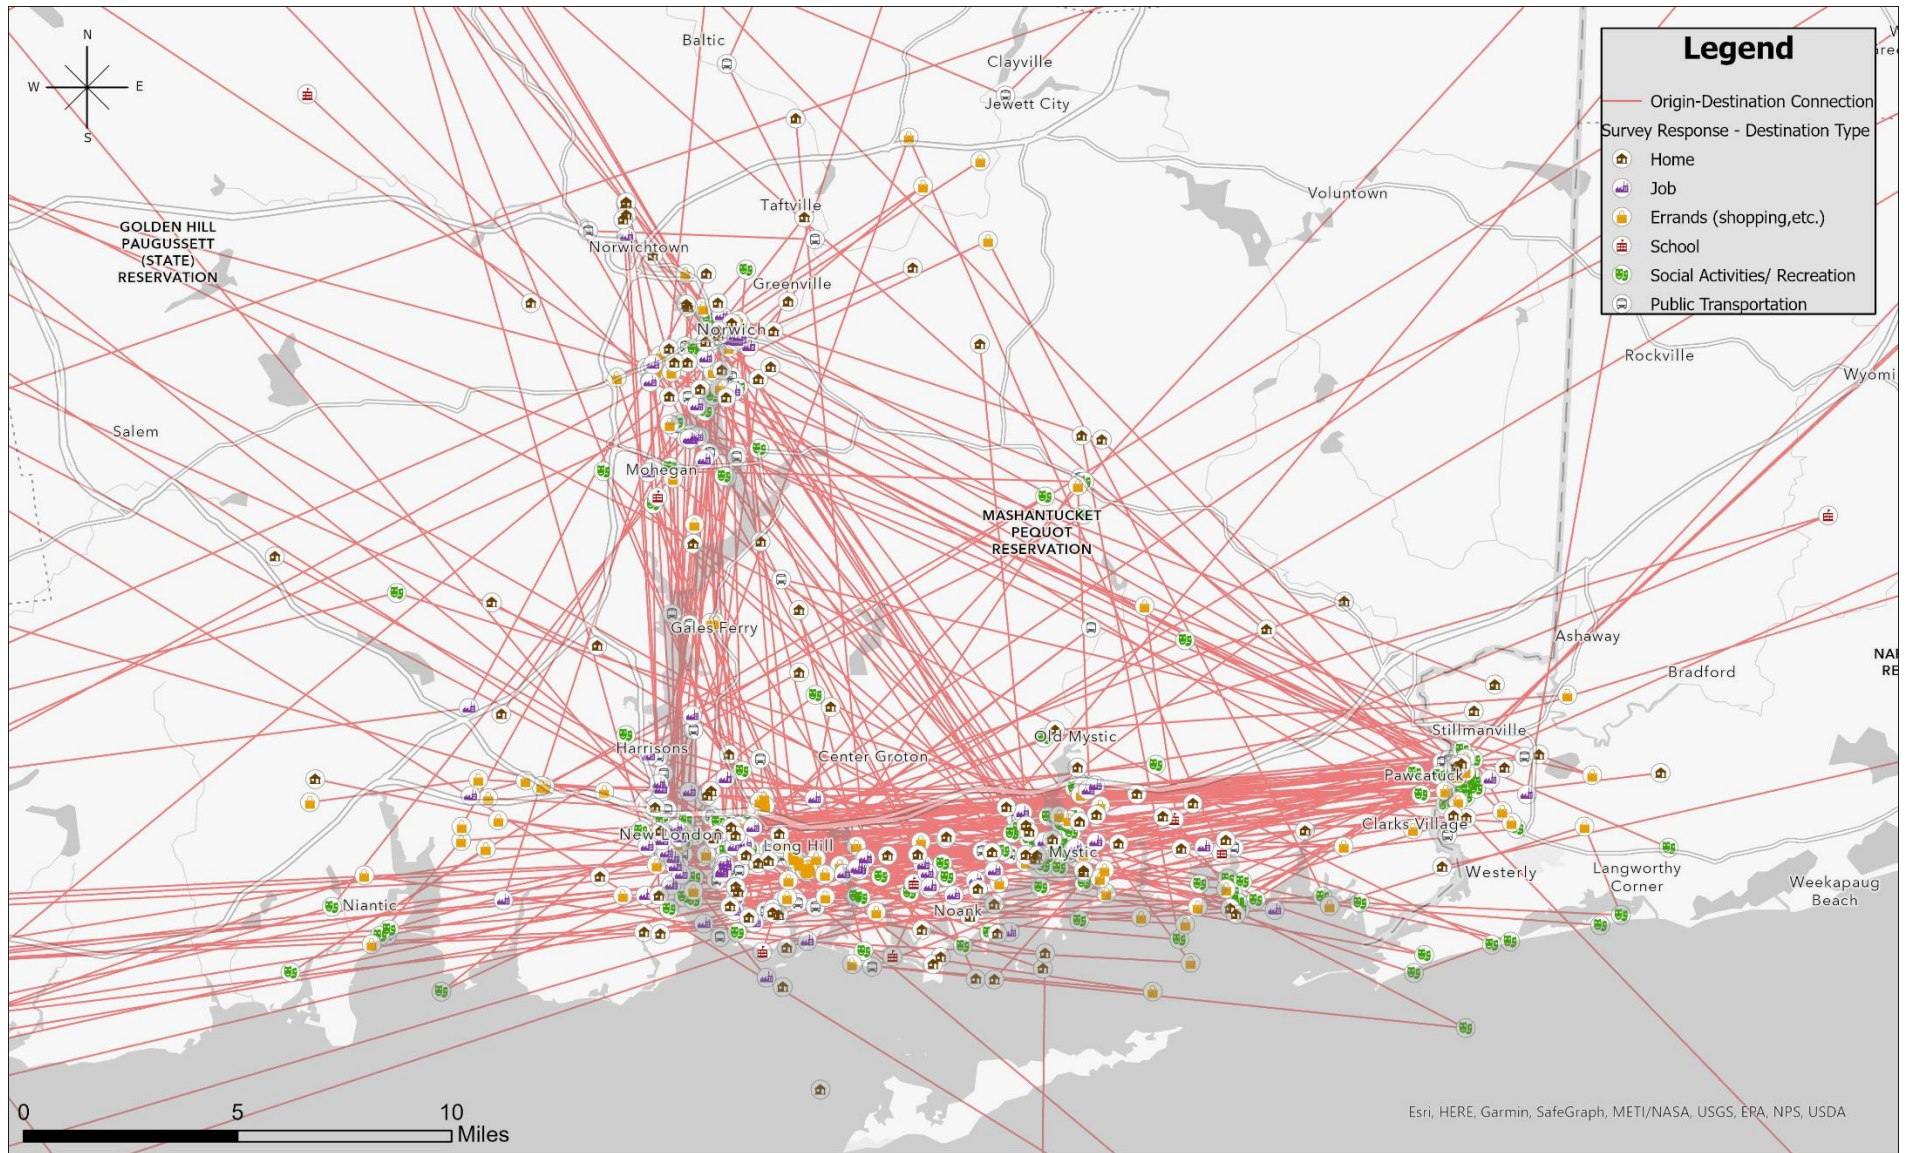 N
W
E
S
Baltic
Clayville
Jewett City
Legend
Origin-Destination Connection
Survey Response - Destination Type
Home
Job
Errands (shopping,etc.)
School
Social Activities/ Recreation
Public Transportation
Taftville
Voluntown
GOLDEN HILL
PAUGUSSETT
(STATE)
RESERVATION
Norwichtown
Greenville
Norwich
Rockville
Wyomi
Salem
Mohegan
MASHANTUCKET
PEQUOT
RESERVATION
Gales Ferry
Ashaway
NAR
RE
Bradford
Stillmanville
Harrisons
Old Mystic
Center Groton
Pawcatuck
Clarks Village
New London
Long Hill
Mystic
Westerly
Langworthy
Corner
Weekapaug
Beach
Niantic
Noank
0 5 10
Miles
Esri, HERE, Garmin, SafeGraph, METI/NASA, USGS, EPA, NPS, USDA